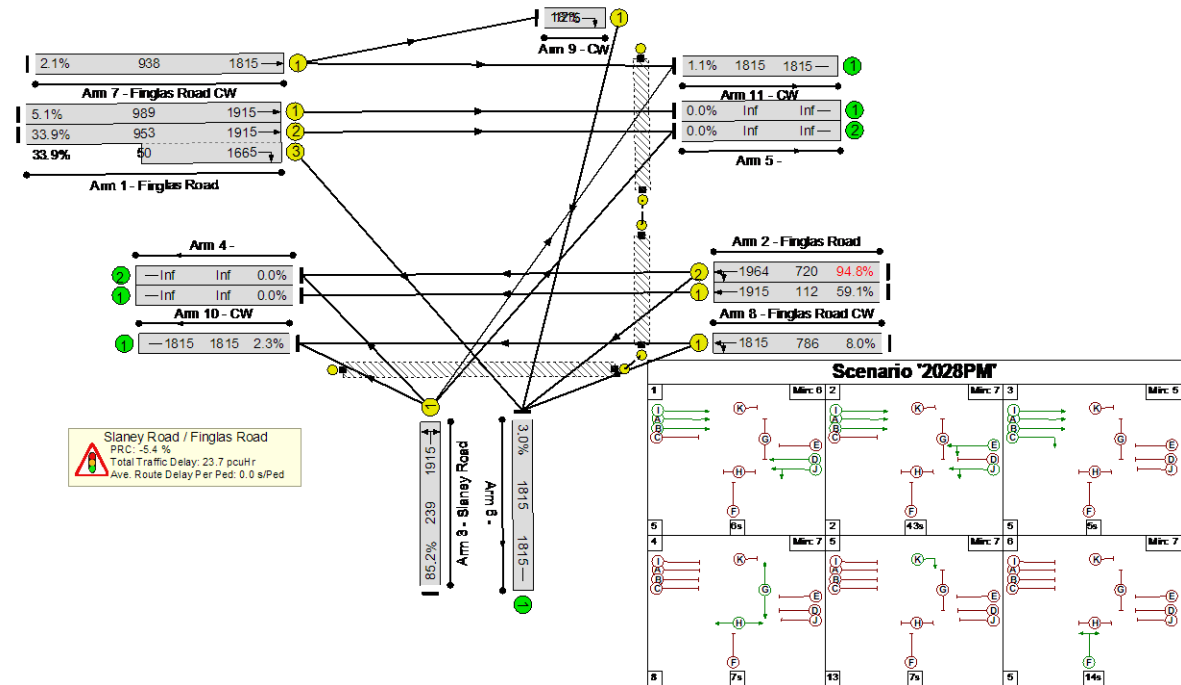 Arm 9 - CW
1
2.1% 938 1815 1
Arm 7 - Finglas Road CW
1.1% 1815 1815 1
Arm 11 - CW
5.1% 989 1915 1
33.9% 953 1915 2
33.9% 50 1665 3
Arm 1 - Finglas Road
0.0% Inf Inf 1
0.0% Inf Inf 2
Arm 5 -
Arm 4 -
2 Inf Inf 0.0%
1 Inf Inf 0.0%
Arm 10 - CW
1 1815 1815 2.3%
Arm 2 - Finglas Road
2 1964 720 94.8%
1 1915 112 59.1%
Arm 8 - Finglas Road CW
1 1815 786 8.0%
1
85.2% 239 1915
Arm 3 - Slaney Road
Arm 6 -
3.0% 1815 1815
1
Slaney Road / Finglas Road
PRC: -5.4 %
Total Traffic Delay: 23.7 pcuHr
Ave. Route Delay Per Ped: 0.0 s/Ped
Scenario '2028PM'
1 Min: 6
I A B C K G E D J H F
5 6s
2 Min: 7
I A B C K G E D J H F
2 43s
3 Min: 5
I A B C K G E D J H F
5 5s
4 Min: 7
I A B C K G E D J H F
8 7s
5 Min: 7
I A B C K G E D J H F
13 7s
6 Min: 7
I A B C K G E D J H F
5 14s